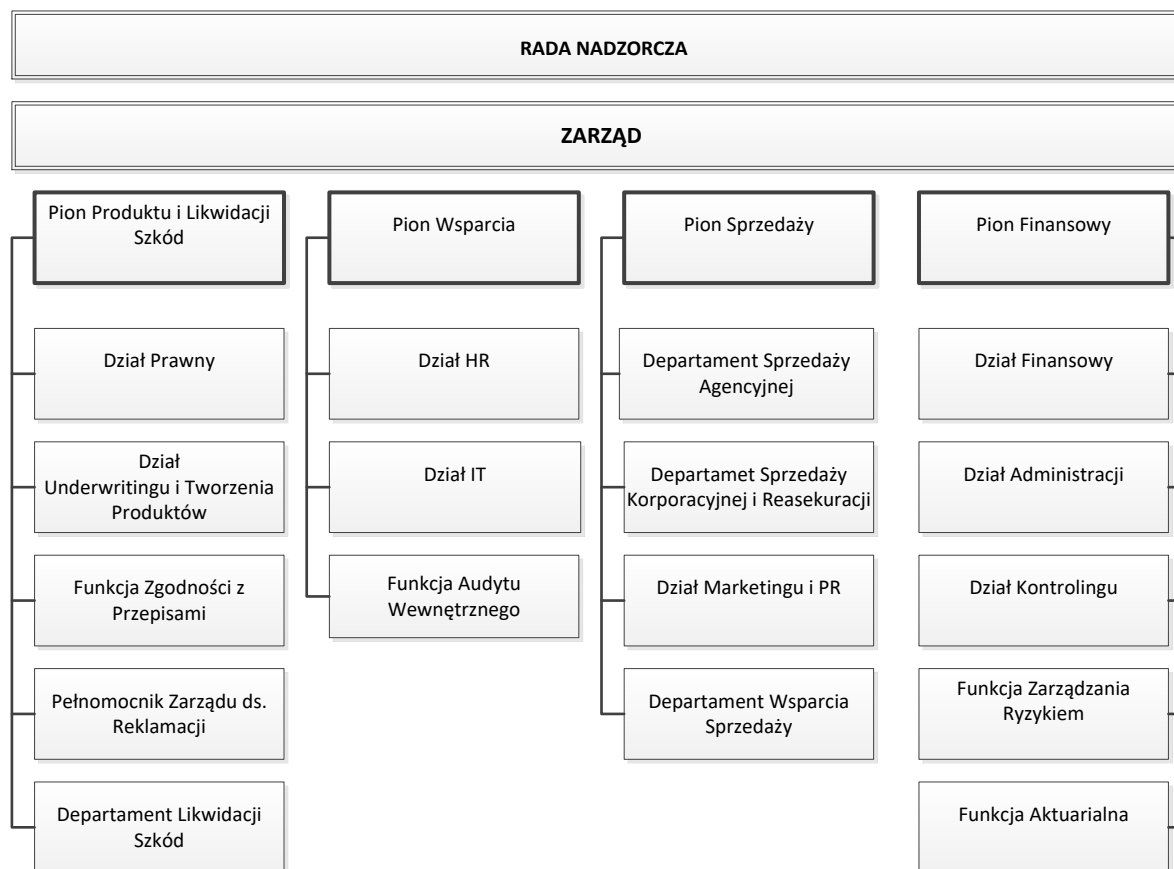 RADA NADZORCZA
ZARZĄD
Pion Produktu i Likwidacji
Szkód
Dział Prawny
Dział
Underwritingu i Tworzenia
Produktów
Funkcja Zgodności z
Przepisami
Pełnomocnik Zarządu ds.
Reklamacji
Departament Likwidacji
Szkód
Pion Wsparcia
Dział HR
Dział IT
Funkcja Audytu
Wewnętrznego
Pion Sprzedaży
Departament Sprzedaży
Agencyjnej
Departamet Sprzedaży
Korporacyjnej i Reasekuracji
Dział Marketingu i PR
Departament Wsparcia
Sprzedaży
Pion Finansowy
Dział Finansowy
Dział Administracji
Dział Kontrolingu
Funkcja Zarządzania
Ryzykiem
Funkcja Aktuarialna